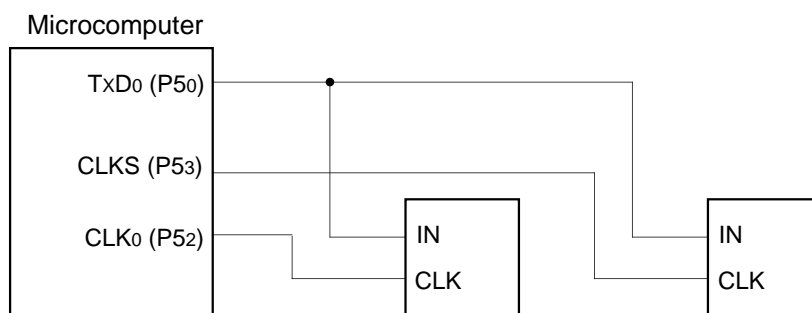 Microcomputer
TxD0 (P50)
CLKS (P53)
CLK0 (P52)
IN
CLK
IN
CLK